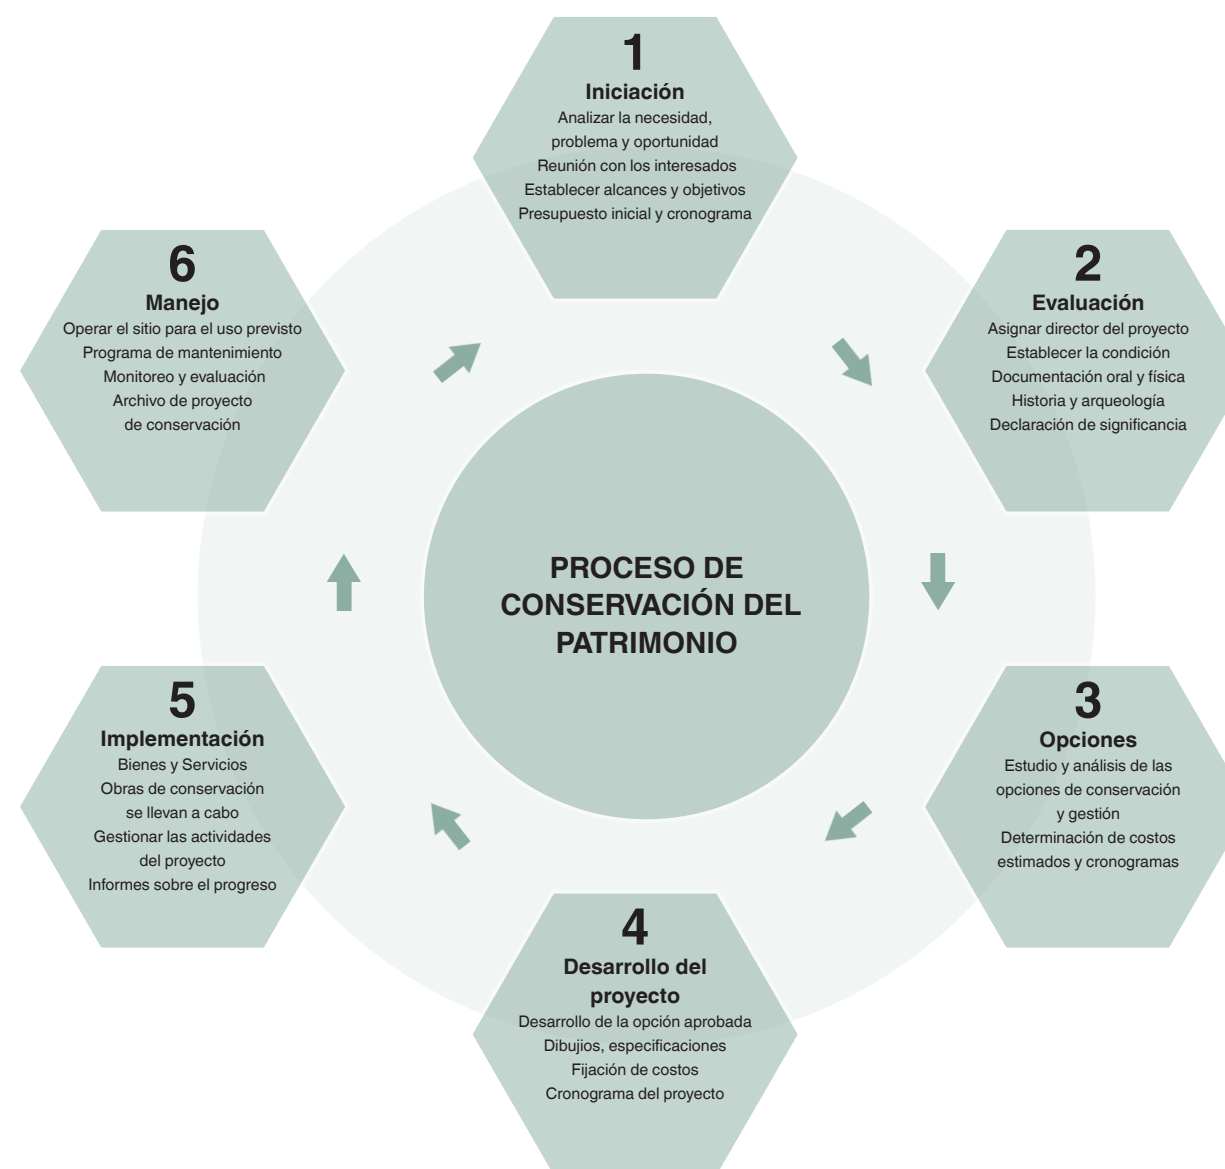 1
Iniciación
Analizar la necesidad,
problema y oportunidad
Reunión con los interesados
Establecer alcances y objetivos
Presupuesto inicial y cronograma
2
Evaluación
Asignar director del proyecto
Establecer la condición
Documentación oral y física
Historia y arqueología
Declaración de significancia
3
Opciones
Estudio y análisis de las
opciones de conservación
y gestión
Determinación de costos
estimados y cronogramas
4
Desarrollo del
proyecto
Desarrollo de la opción aprobada
Dibujios, especificaciones
Fijación de costos
Cronograma del proyecto
5
Implementación
Bienes y Servicios
Obras de conservación
se llevan a cabo
Gestionar las actividades
del proyecto
Informes sobre el progreso
6
Manejo
Operar el sitio para el uso previsto
Programa de mantenimiento
Monitoreo y evaluación
Archivo de proyecto
de conservación
PROCESO DE
CONSERVACIÓN DEL
PATRIMONIO